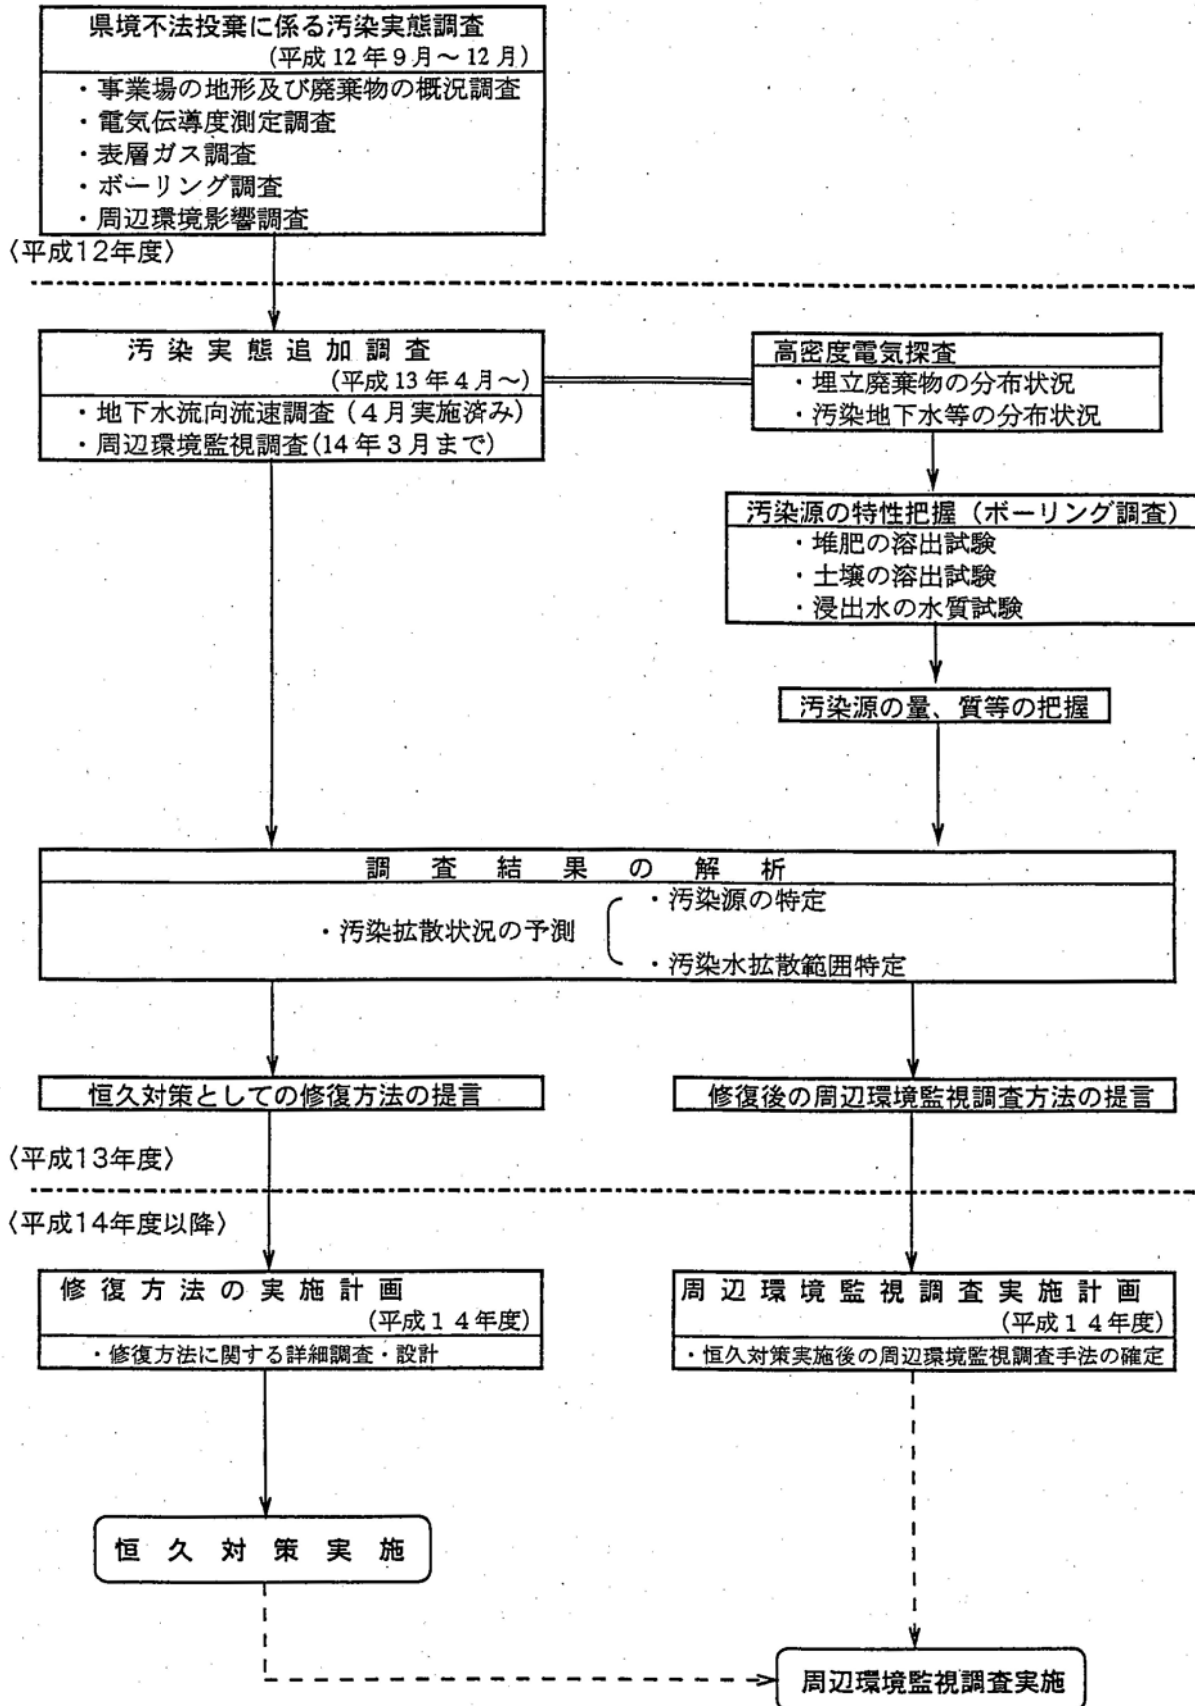 県境不法投棄に係る汚染実態調査
(平成12年9月～12月)
・事業場の地形及び廃棄物の概況調査
・電気伝導度測定調査
・表層ガス調査
・ボーリング調査
・周辺環境影響調査
〈平成12年度〉
汚染実態追加調査
(平成13年4月～)
・地下水流向流速調査(4月実施済み)
・周辺環境監視調査(14年3月まで)
高密度電気探査
・埋立廃棄物の分布状況
・汚染地下水等の分布状況
汚染源の特性把握(ボーリング調査)
・堆肥の溶出試験
・土壌の溶出試験
・浸出水の水質試験
汚染源の量、質等の把握
調査結果の解析
・汚染拡散状況の予測
・汚染源の特定
・汚染水拡散範囲特定
恒久対策としての修復方法の提言
修復後の周辺環境監視調査方法の提言
〈平成13年度〉
〈平成14年度以降〉
修復方法の実施計画
(平成14年度)
・修復方法に関する詳細調査・設計
周辺環境監視調査実施計画
(平成14年度)
・恒久対策実施後の周辺環境監視調査手法の確定
恒久対策実施
周辺環境監視調査実施